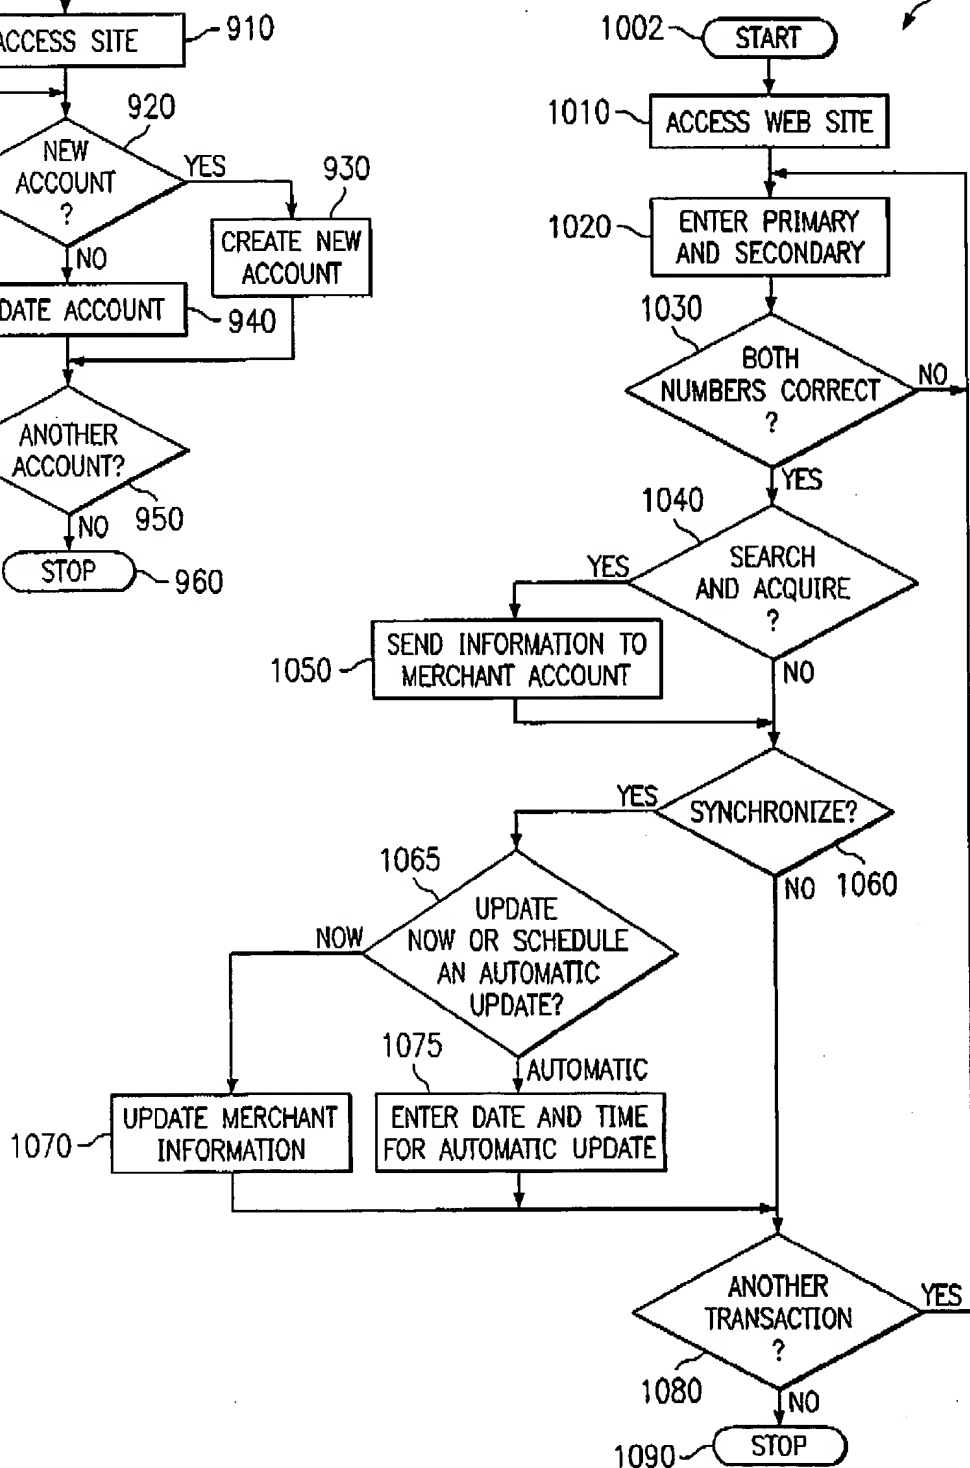 ACCESS SITE
910
920
NEW
ACCOUNT
?
YES
930
CREATE NEW
ACCOUNT
NO
DATE ACCOUNT
940
ANOTHER
ACCOUNT?
950
NO
STOP
960
1002
START
1010
ACCESS WEB SITE
1020
ENTER PRIMARY
AND SECONDARY
1030
BOTH
NUMBERS CORRECT
?
NO
YES
1040
SEARCH
AND ACQUIRE
?
YES
1050
SEND INFORMATION TO
MERCHANT ACCOUNT
NO
YES
SYNCHRONIZE?
1060
NO
1065
UPDATE
NOW OR SCHEDULE
AN AUTOMATIC
UPDATE?
NOW
1075
AUTOMATIC
1070
UPDATE MERCHANT
INFORMATION
ENTER DATE AND TIME
FOR AUTOMATIC UPDATE
ANOTHER
TRANSACTION
?
YES
1080
NO
1090
STOP